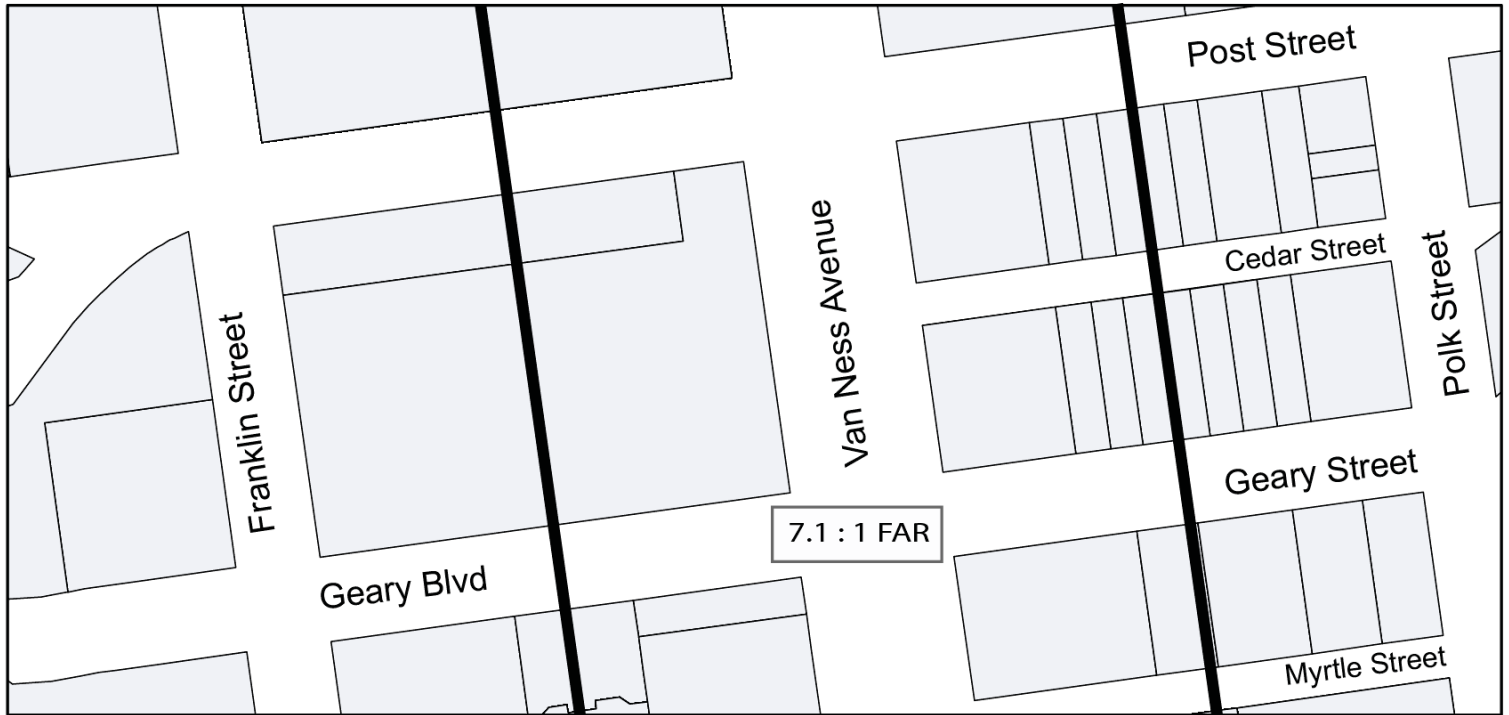 Post Street
Cedar Street
Van Ness Avenue
Polk Street
Franklin Street
Geary Street
7.1 : 1 FAR
Geary Blvd
Myrtle Street